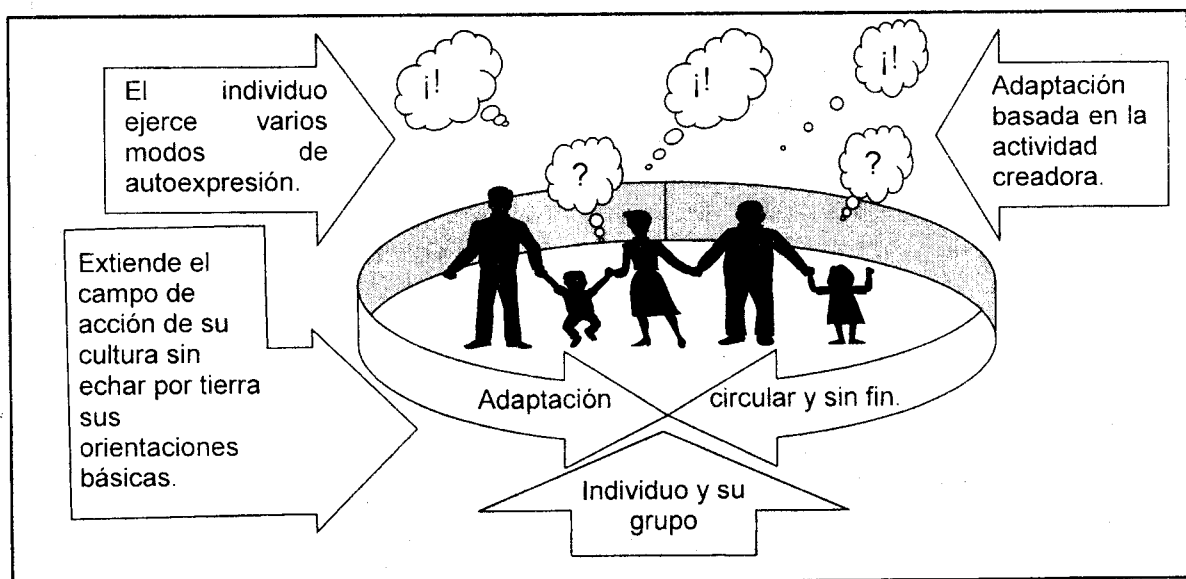 El individuo
ejerce varios
modos de
autoexpresión.
¡!
¡!
¡!
?
?
Adaptación
basada en la
actividad
creadora.
Extiende el
campo de
acción de su
cultura sin
echar por tierra
sus
orientaciones
básicas.
Adaptación
circular y sin fin.
Individuo y su
grupo